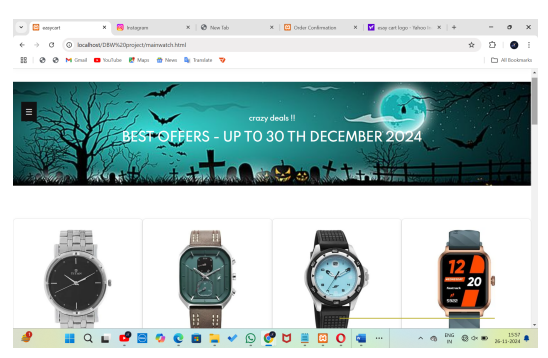 easycart
Instagram
New Tab
Order Confirmation
easy cart logo - Yahoo In
localhost/DBW%20project/mainwatch.html
Gmail
YouTube
Maps
News
Translate
All Bookmarks
crazy deals !!
BEST OFFERS - UP TO 30 TH DECEMBER 2024
12
20
ENG
IN
13:57
26-11-2024